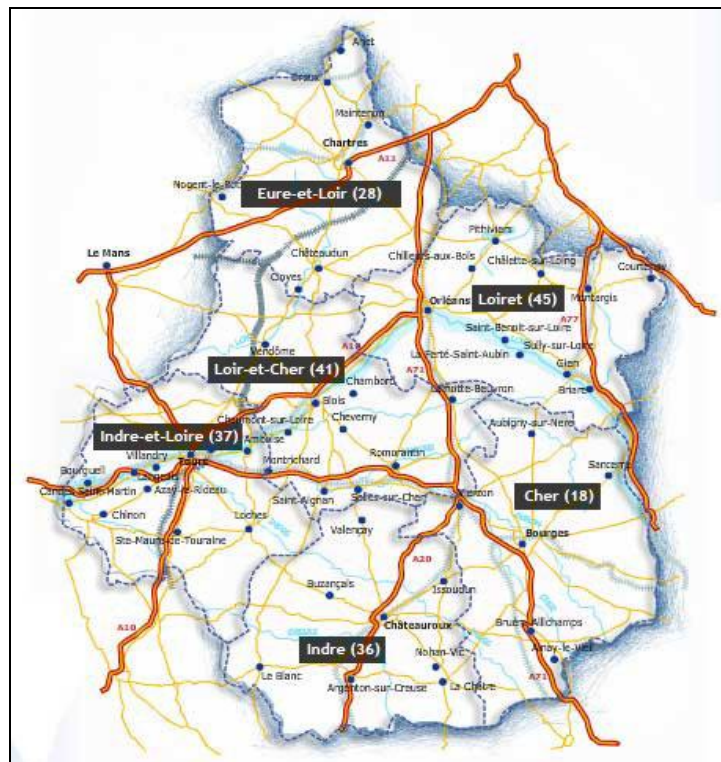 Anet
Dreux
Maintenon
Chartres
A11
Nogent-le-Rot
Eure-et-Loir (28)
Pithiviers
Le Mans
Châteaudun
Chilleurs-aux-Bois
Châlette-sur-Loing
Courtenay
Cloyes
Montargis
Orléans
Loiret (45)
A77
Saint-Benoit-sur-Loire
Vendôme
A10
La Ferté-Saint-Aubin
Sully-sur-Loire
Loir-et-Cher (41)
A71
Gien
Chambord
Lamotte-Beuvron
Briare
Blois
Chaumont-sur-Loire
Cheverny
Aubigny-sur-Nère
Indre-et-Loire (37)
Amboise
Villandry
Tours
Romorantin
Bourgueil
Langeais
Montrichard
Sancerre
Candes-Saint-Martin
Azay-le-Rideau
Saint-Aignan
Selles-sur-Cher
Vierzon
Cher (18)
Chinon
Loches
Valençay
Ste-Maure-de-Touraine
Bourges
A20
Buzançais
Issoudun
A10
Châteauroux
Bruère-Allichamps
Indre (36)
Nohan-Vic
Ainay-le-Vieil
Le Blanc
Argenton-sur-Creuse
La Châtre
A71